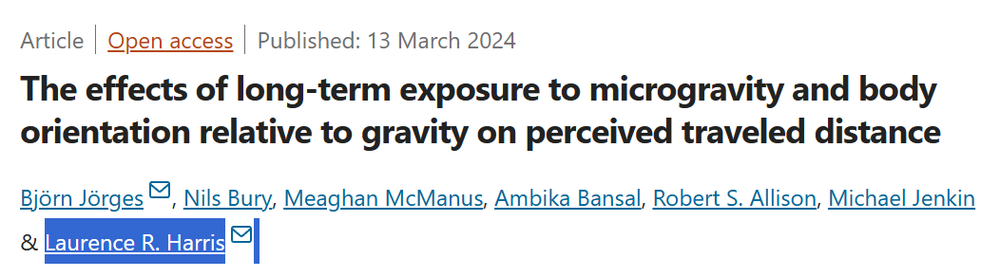 Article | Open access | Published: 13 March 2024
The effects of long-term exposure to microgravity and body
orientation relative to gravity on perceived traveled distance
Björn Jörges, Nils Bury, Meaghan McManus, Ambika Bansal, Robert S. Allison, Michael Jenkin
& Laurence R. Harris